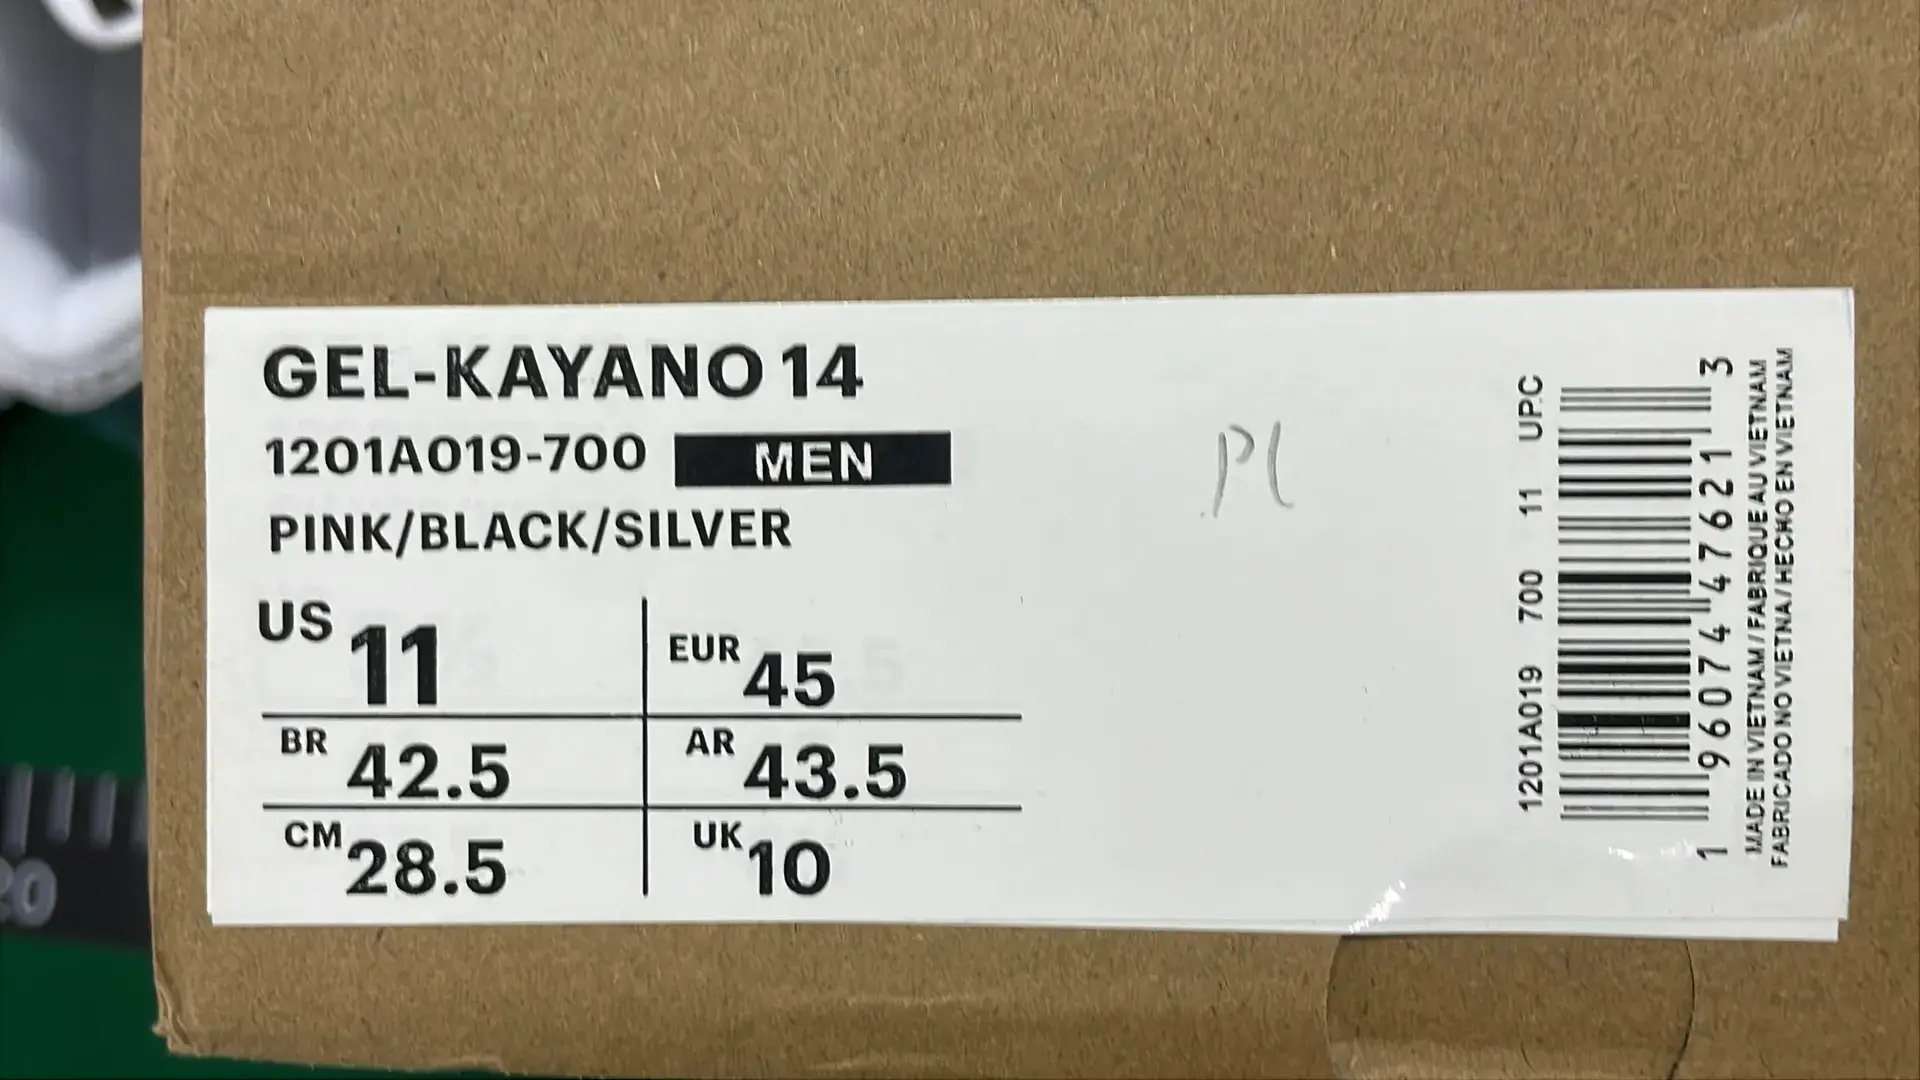 GEL-KAYANO 14
1201A019-700 MEN
PINK/BLACK/SILVER
US 11
EUR 45
BR 42.5
AR 43.5
CM 28.5
UK 10
1201A019 700 11 UP.C
1 96074 47621 3
MADE IN VIETNAM / FABRIQUE AU VIETNAM
FABRICADO NO VIETNA / HECHO EN VIETNAM